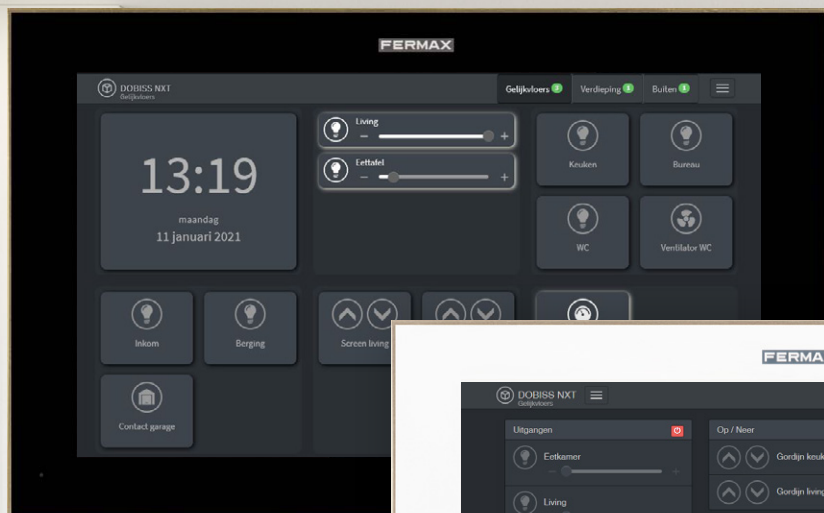 FERMAX
DOBISS NXT
Gelijkvloers
Gelijkvloers 3
Verdieping
Buiten
Living
Eettafel
13:19
maandag
11 januari 2021
Keuken
Bureau
WC
Ventilator WC
Inkom
Berging
Screen living
Contact garage
FERMA
DOBISS NXT
Gelijkvloers
Uitgangen
Op / Neer
Eetkamer
Gordijn keuk
Living
Gordijn living